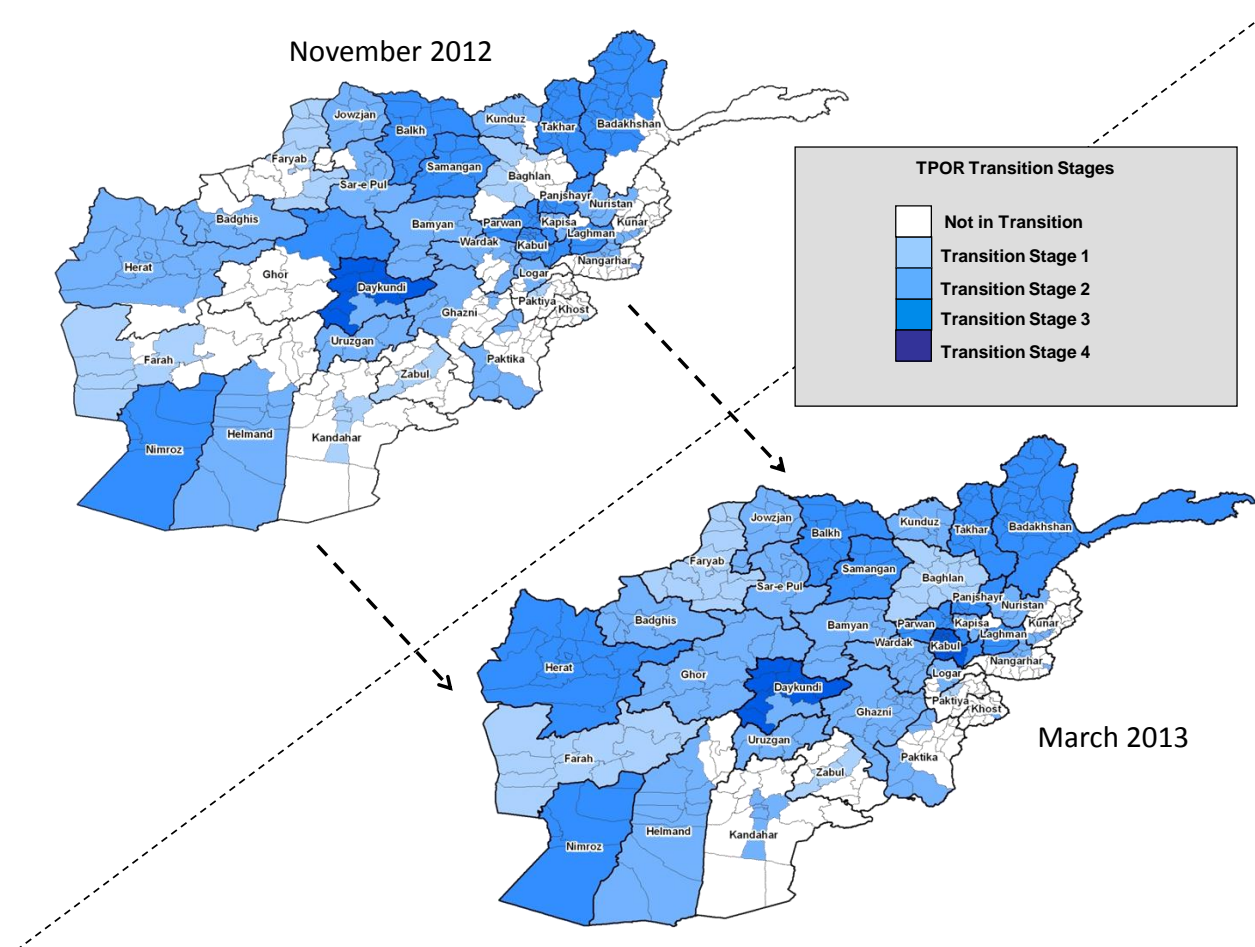 November 2012
Jowzjan
Balkh
Kunduz
Takhar
Badakhshan
Faryab
Samangan
Baghlan
Sar-e Pul
Panjshayr
Nuristan
Badghis
Bamyan
Parwan
Kapisa
Kunar
Laghman
Wardak
Kabul
Herat
Ghor
Nangarhar
Logar
Daykundi
Paktiya
Khost
Ghazni
Uruzgan
Farah
Zabul
Paktika
Helmand
Kandahar
Nimroz
TPOR Transition Stages
Not in Transition
Transition Stage 1
Transition Stage 2
Transition Stage 3
Transition Stage 4
Jowzjan
Balkh
Kunduz
Takhar
Badakhshan
Faryab
Samangan
Baghlan
Sar-e Pul
Panjshayr
Nuristan
Badghis
Bamyan
Parwan
Kapisa
Kunar
Laghman
Wardak
Kabul
Herat
Ghor
Nangarhar
Logar
Daykundi
Paktiya
Khost
Ghazni
Uruzgan
March 2013
Farah
Zabul
Paktika
Helmand
Kandahar
Nimroz